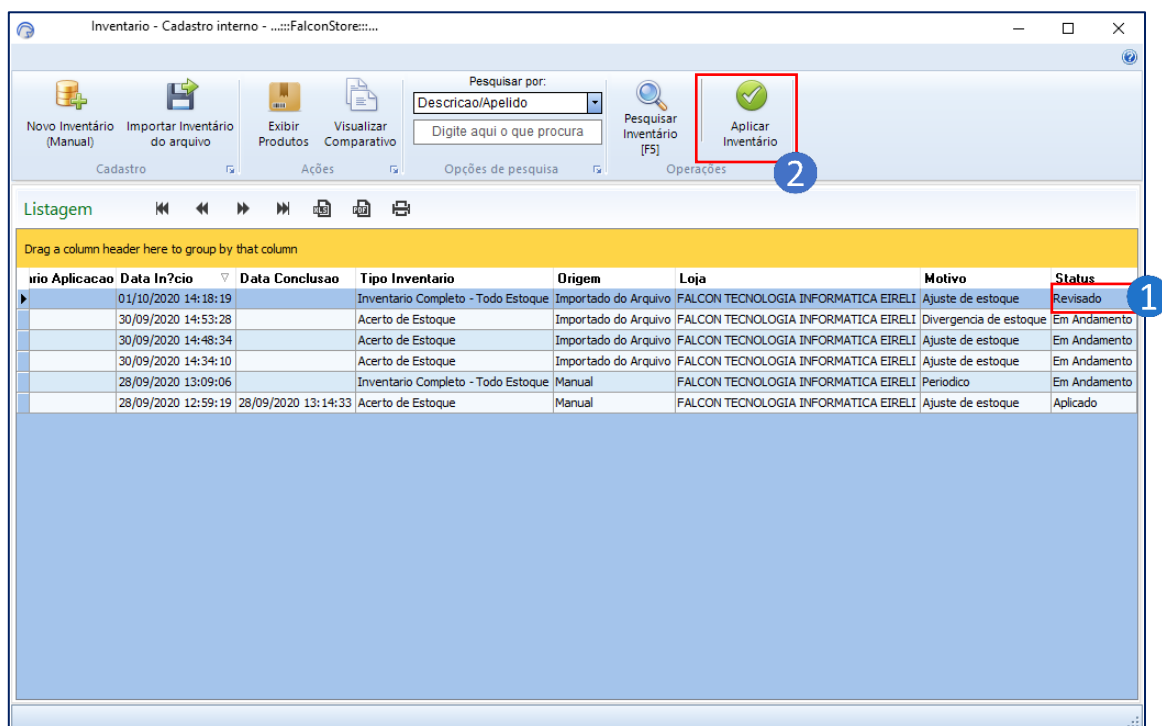 Inventario - Cadastro interno - ...:::FalconStore:::...
Pesquisar por:
Descricao/Apelido
Digite aqui o que procura
Novo Inventário (Manual)
Importar Inventário do arquivo
Exibir Produtos
Visualizar Comparativo
Pesquisar Inventário [F5]
Aplicar Inventário
Cadastro
Ações
Opções de pesquisa
Operações
2
Listagem
XLS
PDF
Drag a column header here to group by that column
ário Aplicacao Data In?cio Data Conclusao Tipo Inventario Origem Loja Motivo Status
01/10/2020 14:18:19 Inventario Completo - Todo Estoque Importado do Arquivo FALCON TECNOLOGIA INFORMATICA EIRELI Ajuste de estoque Revisado
1
30/09/2020 14:53:28 Acerto de Estoque Importado do Arquivo FALCON TECNOLOGIA INFORMATICA EIRELI Divergencia de estoque Em Andamento
30/09/2020 14:48:34 Acerto de Estoque Importado do Arquivo FALCON TECNOLOGIA INFORMATICA EIRELI Ajuste de estoque Em Andamento
30/09/2020 14:34:10 Acerto de Estoque Importado do Arquivo FALCON TECNOLOGIA INFORMATICA EIRELI Ajuste de estoque Em Andamento
28/09/2020 13:09:06 Inventario Completo - Todo Estoque Manual FALCON TECNOLOGIA INFORMATICA EIRELI Periodico Em Andamento
28/09/2020 12:59:19 28/09/2020 13:14:33 Acerto de Estoque Manual FALCON TECNOLOGIA INFORMATICA EIRELI Ajuste de estoque Aplicado